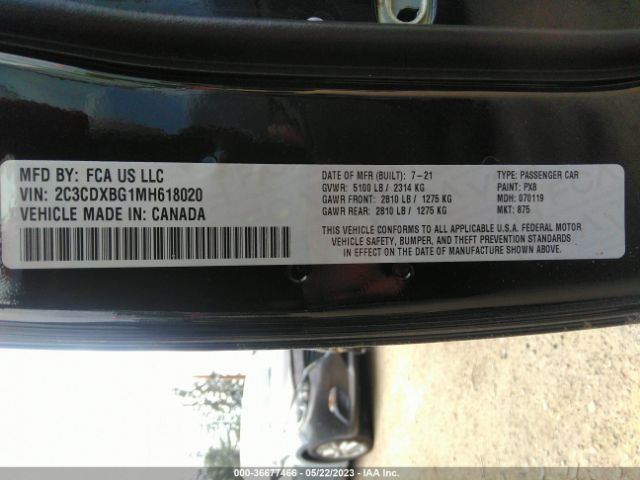 MFD BY: FCA US LLC
VIN: 2C3CDXBG1MH618020
VEHICLE MADE IN: CANADA
DATE OF MFR (BUILT): 7-21
GVWR: 5100 LB / 2314 KG
GAWR FRONT: 2810 LB / 1275 KG
GAWR REAR: 2810 LB / 1275 KG
TYPE: PASSENGER CAR
PAINT: PX8
MDH: 070119
MKT: 875
THIS VEHICLE CONFORMS TO ALL APPLICABLE U.S.A. FEDERAL MOTOR
VEHICLE SAFETY, BUMPER, AND THEFT PREVENTION STANDARDS
IN EFFECT ON THE DATE OF MANUFACTURE SHOWN ABOVE.
000-36677466 - 05/22/2023 - IAA Inc.